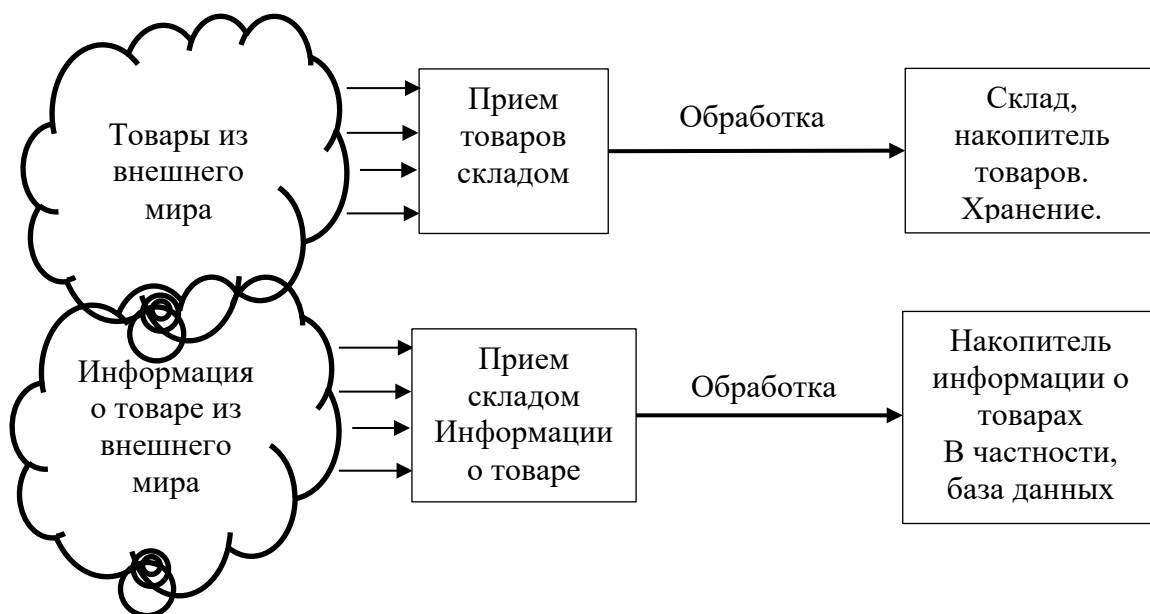 Товары из
внешнего
мира
Прием
товаров
складом
Обработка
Склад,
накопитель
товаров.
Хранение.
Информация
о товаре из
внешнего
мира
Прием
складом
Информации
о товаре
Обработка
Накопитель
информации о
товарах
В частности,
база данных